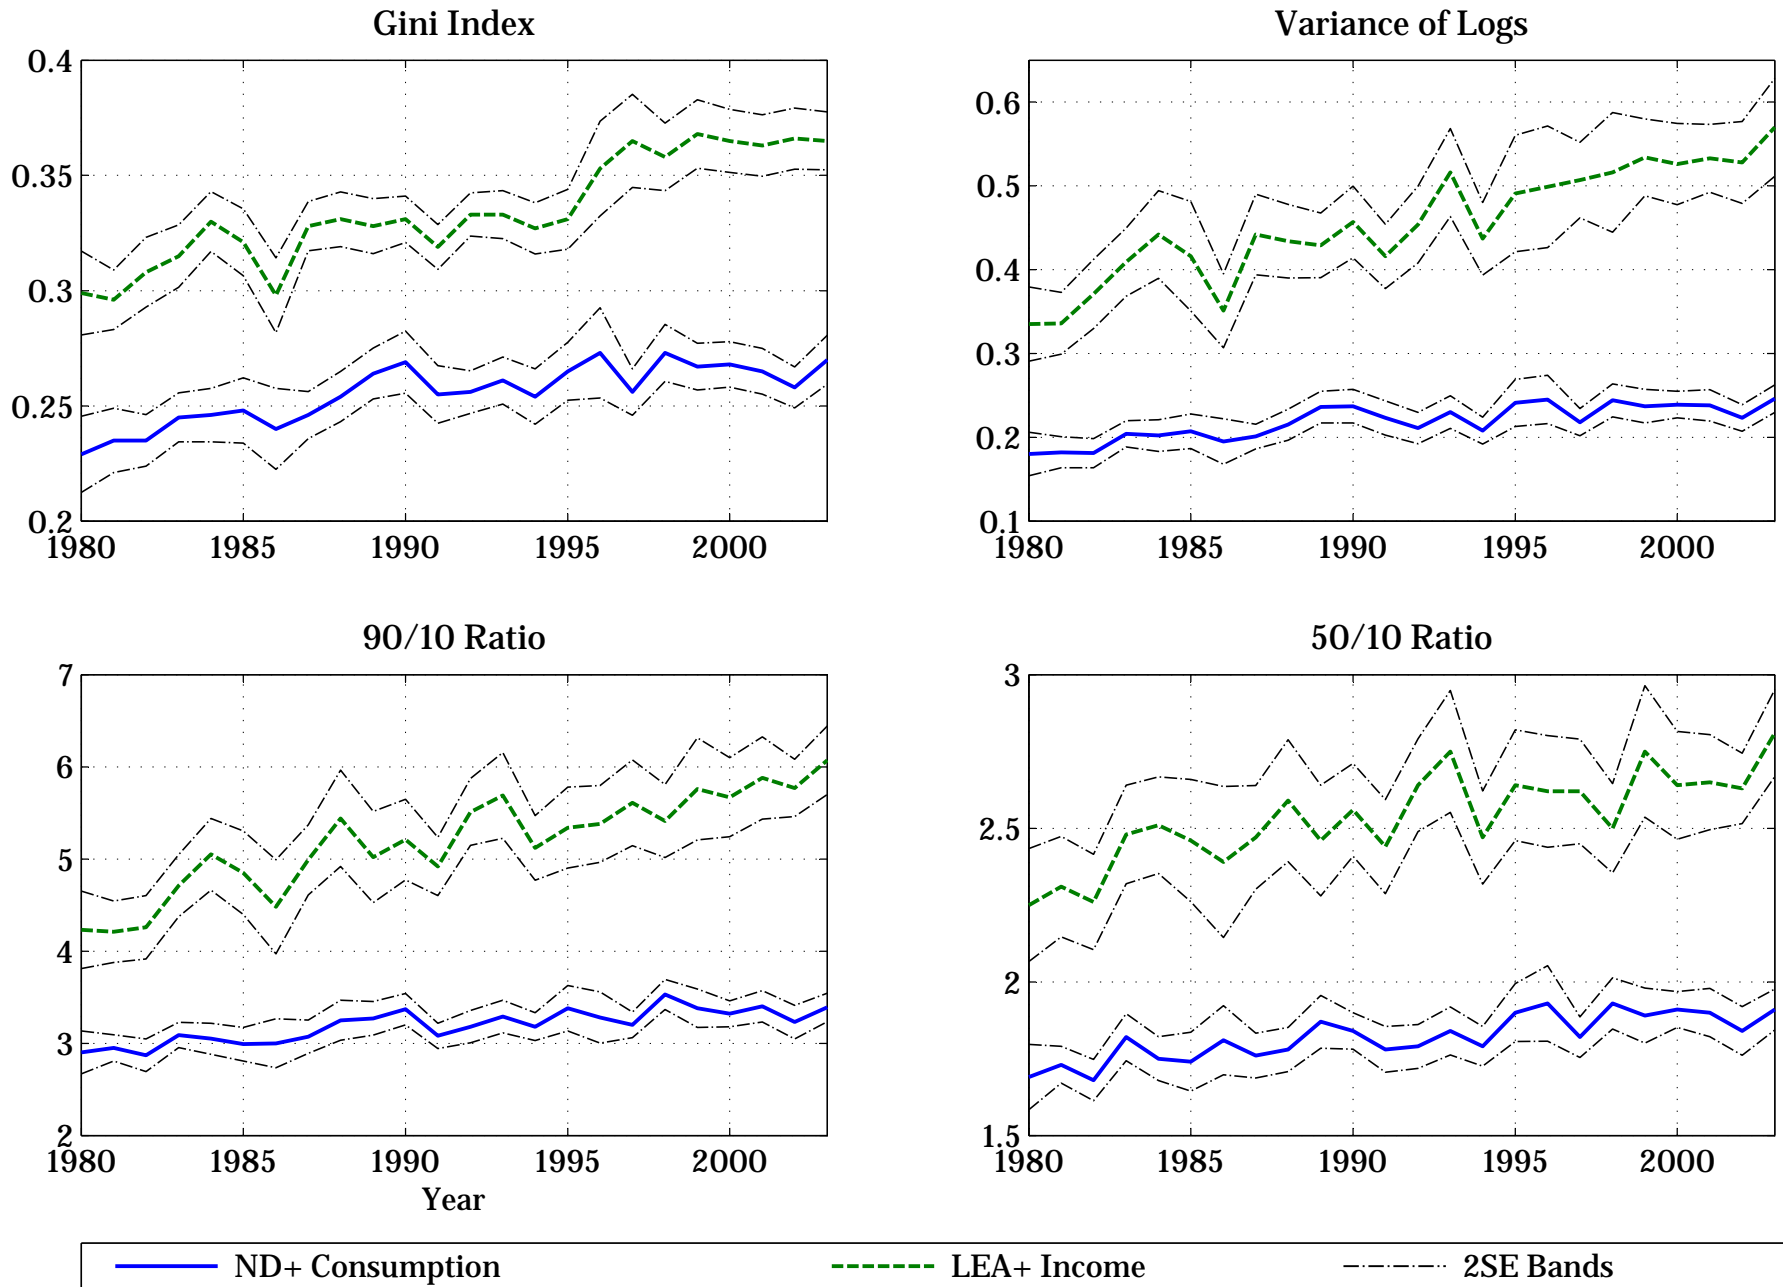 Gini Index
Variance of Logs
0.4
0.35
0.3
0.25
0.2
1980 1985 1990 1995 2000
0.6
0.5
0.4
0.3
0.2
0.1
1980 1985 1990 1995 2000
90/10 Ratio
50/10 Ratio
7
6
5
4
3
2
1980 1985 1990 1995 2000
Year
3
2.5
2
1.5
1980 1985 1990 1995 2000
ND+ Consumption LEA+ Income 2SE Bands